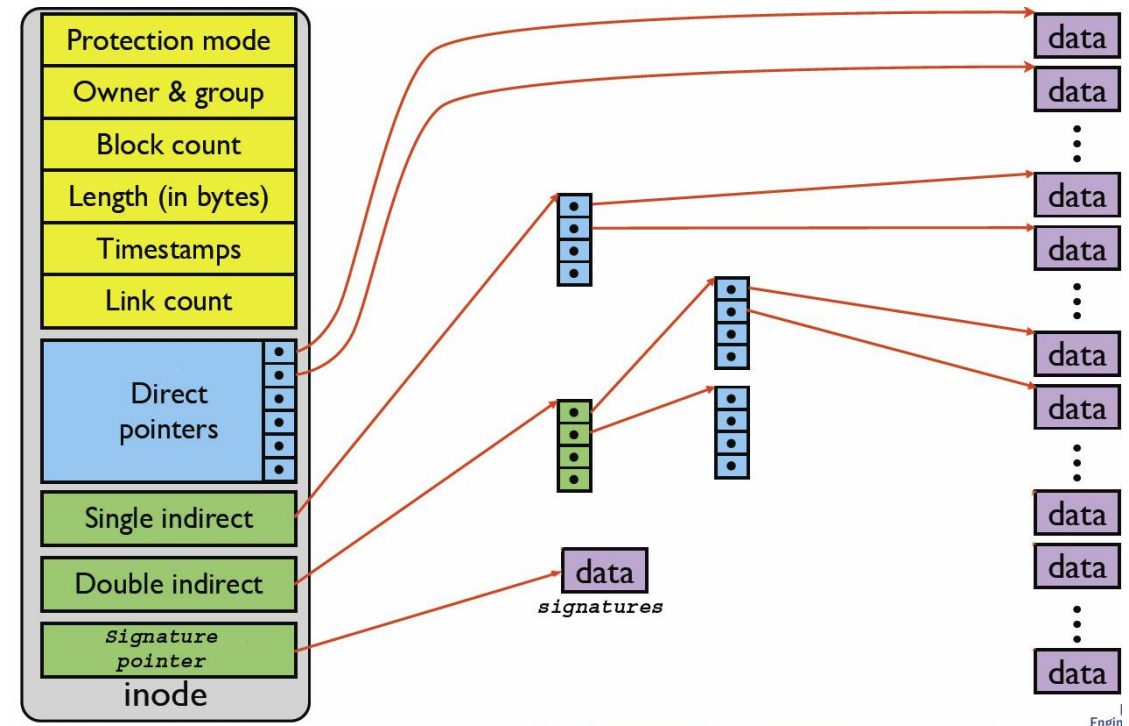 Protection mode
Owner & group
Block count
Length (in bytes)
Timestamps
Link count
Direct
pointers
Single indirect
Double indirect
Signature
pointer
inode
data
signatures
data
data
data
data
data
data
data
data
data
Engin